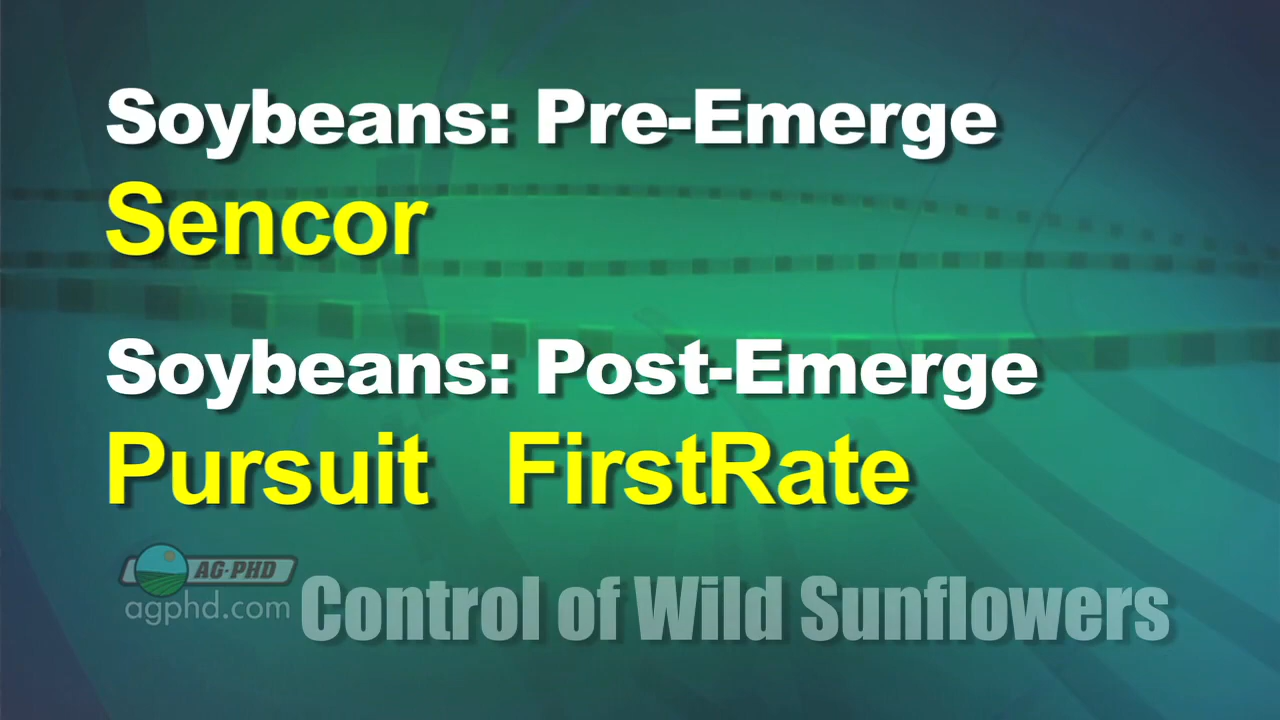 Soybeans: Pre-Emerge
Sencor
Soybeans: Post-Emerge
Pursuit FirstRate
AG-PHD
agphd.com
Control of Wild Sunflowers